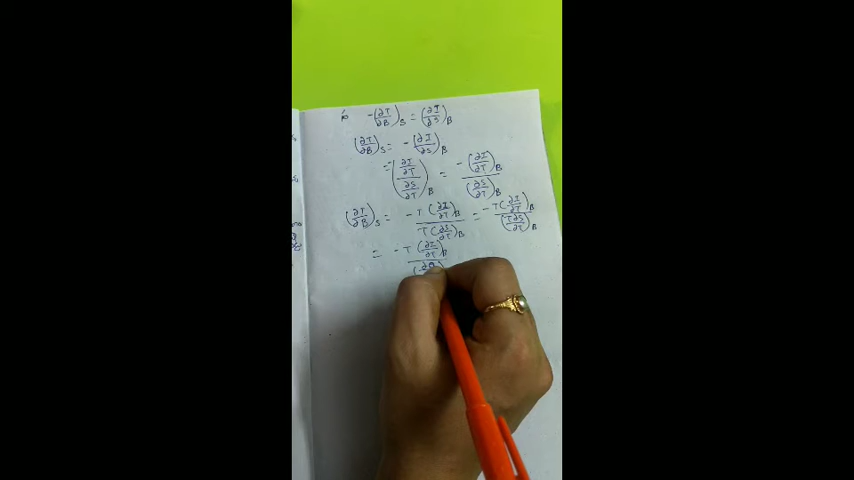 -(∂T/∂B)_S = (∂I/∂S)_B
(∂T/∂B)_S = -(∂I/∂S)_B
= -((∂I/∂T)/(∂S/∂T))_B = -(∂I/∂T)_B/(∂S/∂T)_B
(∂T/∂B)_S = -T(∂I/∂T)_B/T(∂S/∂T)_B = -T(∂I/∂T)_B/(T∂S/∂T)_B
= -T(∂I/∂T)_B/(∂Q